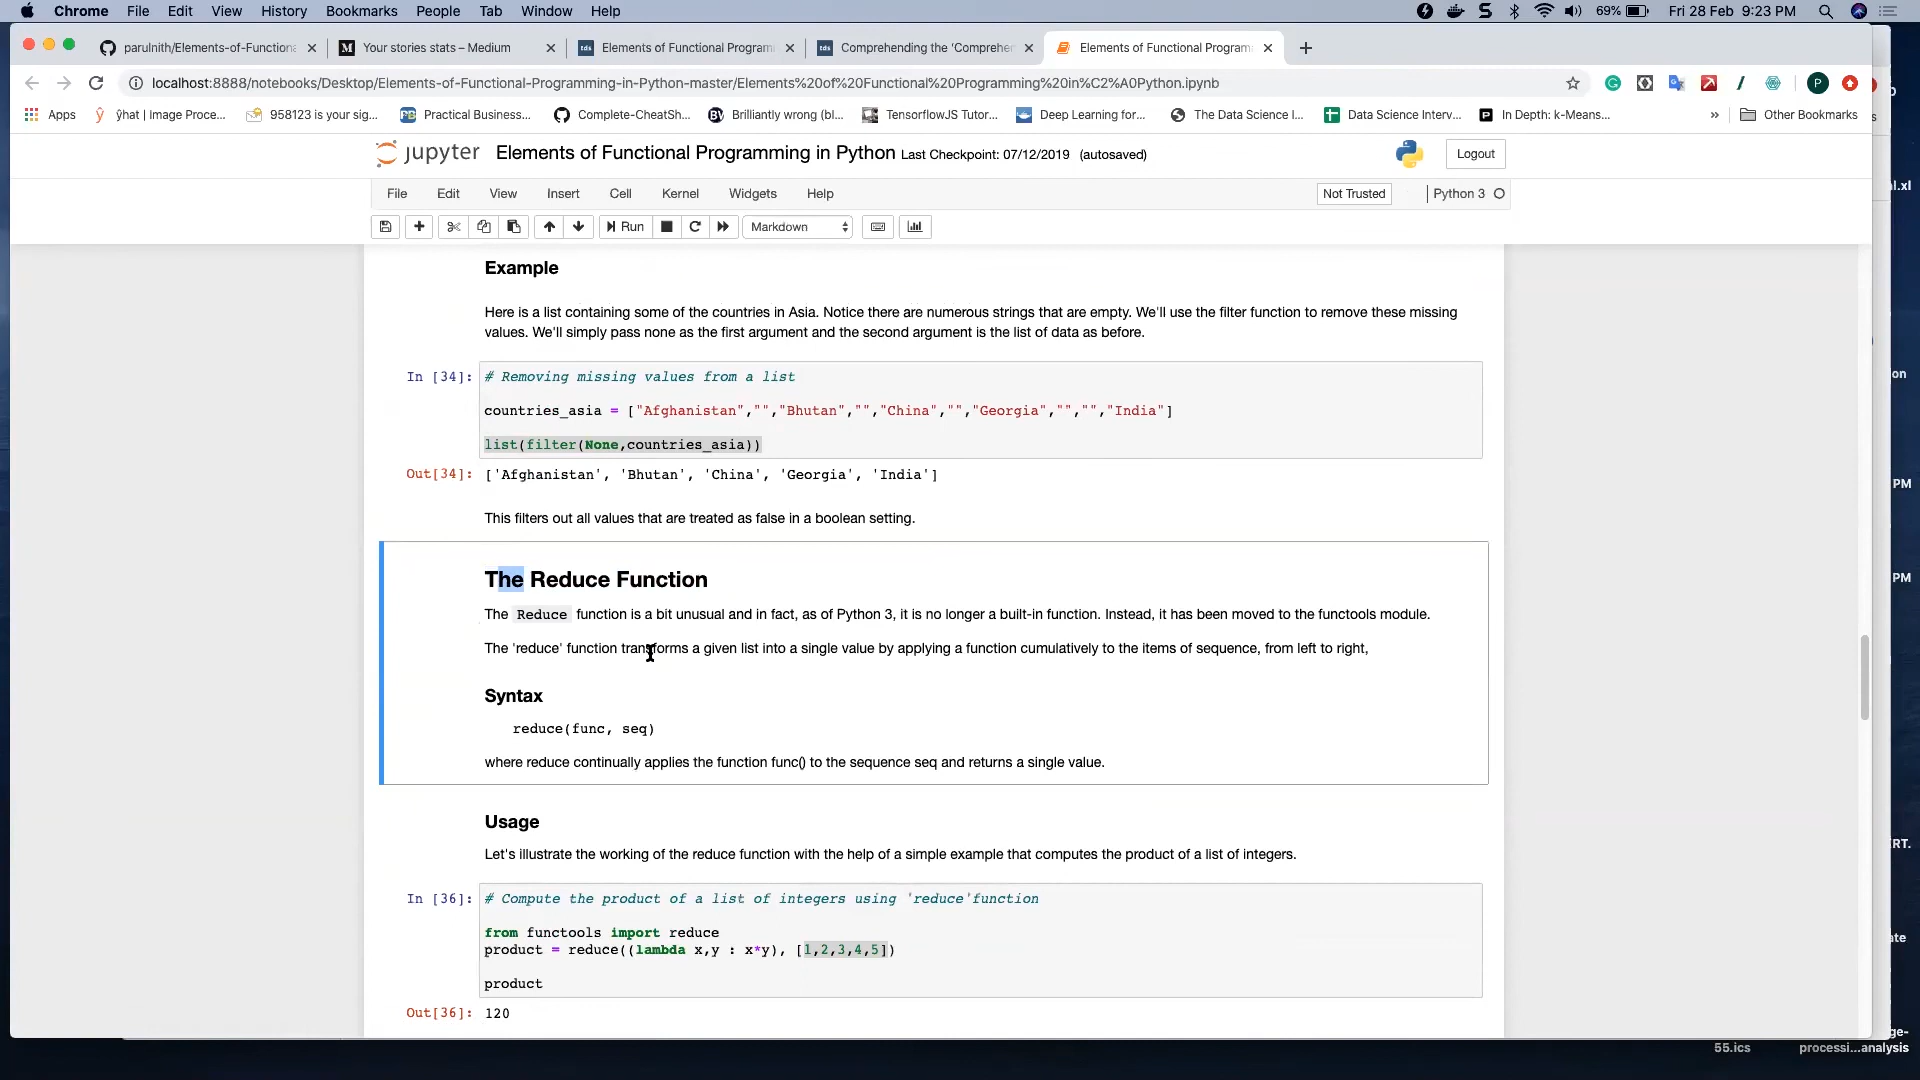 Chrome File Edit View History Bookmarks People Tab Window Help 69% Fri 28 Feb 9:23 PM
parulnith/Elements-of-Functiona Your stories stats – Medium Elements of Functional Programi Comprehending the ‘Comprehen Elements of Functional Program
localhost:8888/notebooks/Desktop/Elements-of-Functional-Programming-in-Python-master/Elements%20of%20Functional%20Programming%20in%C2%A0Python.ipynb
Apps ŷhat | Image Proce... 958123 is your sig... Practical Business... Complete-CheatSh... Brilliantly wrong (bl... TensorflowJS Tutor... Deep Learning for... The Data Science I... Data Science Interv... In Depth: k-Means... » Other Bookmarks
jupyter Elements of Functional Programming in Python Last Checkpoint: 07/12/2019 (autosaved) Logout
File Edit View Insert Cell Kernel Widgets Help Not Trusted Python 3
Run Markdown
Example
Here is a list containing some of the countries in Asia. Notice there are numerous strings that are empty. We'll use the filter function to remove these missing
values. We'll simply pass none as the first argument and the second argument is the list of data as before.
In [34]: # Removing missing values from a list
countries_asia = ["Afghanistan","","Bhutan","","China","","Georgia","","","India"]
list(filter(None,countries_asia))
Out[34]: ['Afghanistan', 'Bhutan', 'China', 'Georgia', 'India']
This filters out all values that are treated as false in a boolean setting.
The Reduce Function
The Reduce function is a bit unusual and in fact, as of Python 3, it is no longer a built-in function. Instead, it has been moved to the functools module.
The 'reduce' function transforms a given list into a single value by applying a function cumulatively to the items of sequence, from left to right,
Syntax
reduce(func, seq)
where reduce continually applies the function func() to the sequence seq and returns a single value.
Usage
Let's illustrate the working of the reduce function with the help of a simple example that computes the product of a list of integers.
In [36]: # Compute the product of a list of integers using 'reduce'function
from functools import reduce
product = reduce((lambda x,y : x*y), [1,2,3,4,5])
product
Out[36]: 120
55.ics processi...analysis